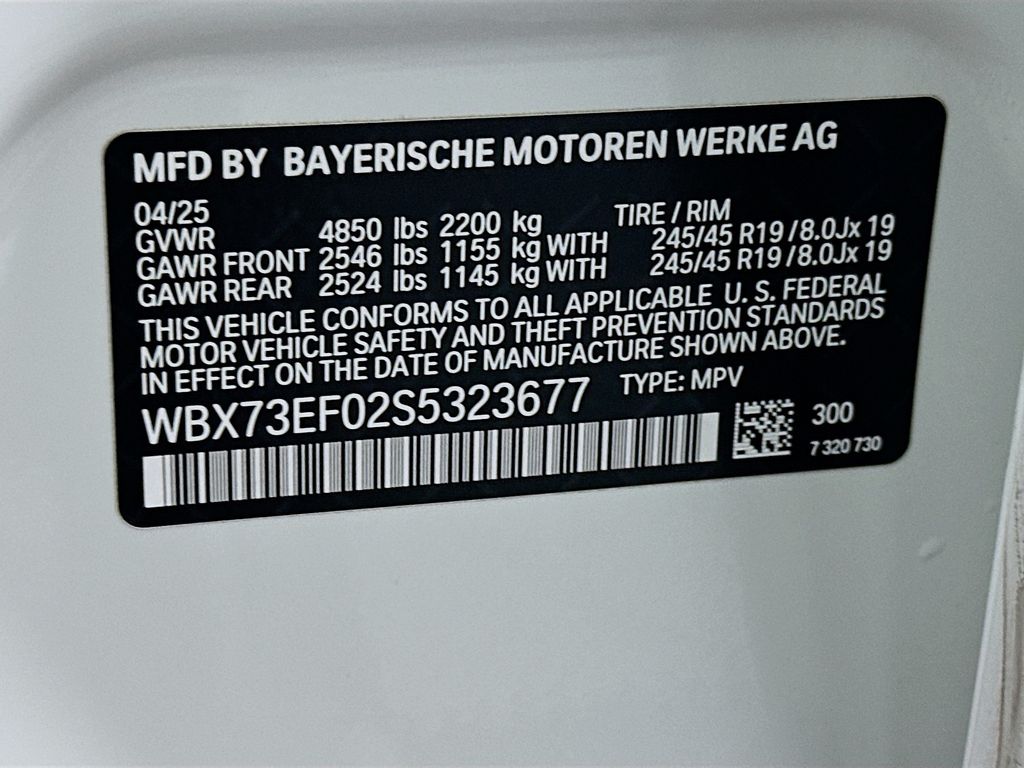 MFD BY BAYERISCHE MOTOREN WERKE AG
04/25 TIRE / RIM
GVWR 4850 lbs 2200 kg
GAWR FRONT 2546 lbs 1155 kg WITH 245/45 R19 / 8.0Jx 19
GAWR REAR 2524 lbs 1145 kg WITH 245/45 R19 / 8.0Jx 19
THIS VEHICLE CONFORMS TO ALL APPLICABLE U. S. FEDERAL
MOTOR VEHICLE SAFETY AND THEFT PREVENTION STANDARDS
IN EFFECT ON THE DATE OF MANUFACTURE SHOWN ABOVE.
WBX73EF02S5323677 TYPE: MPV
300
7 320 730